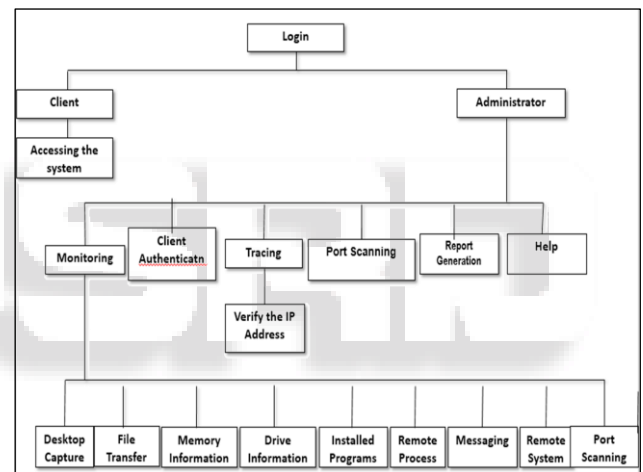 Login
Client
Administrator
Accessing the
system
Monitoring
Client
Authenticatn
Tracing
Port Scanning
Report
Generation
Help
Verify the IP
Address
Desktop
Capture
File
Transfer
Memory
Information
Drive
Information
Installed
Programs
Remote
Process
Messaging
Remote
System
Port
Scanning